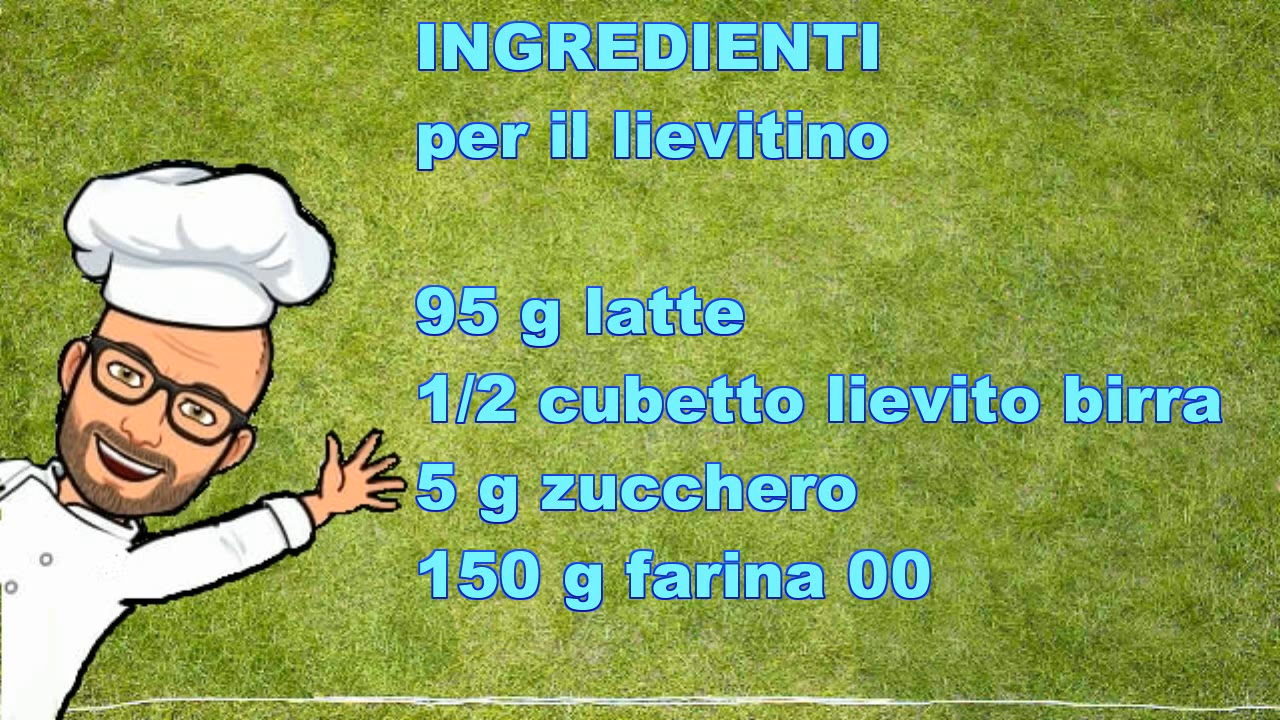 INGREDIENTI
per il lievitino
95 g latte
1/2 cubetto lievito birra
5 g zucchero
150 g farina 00